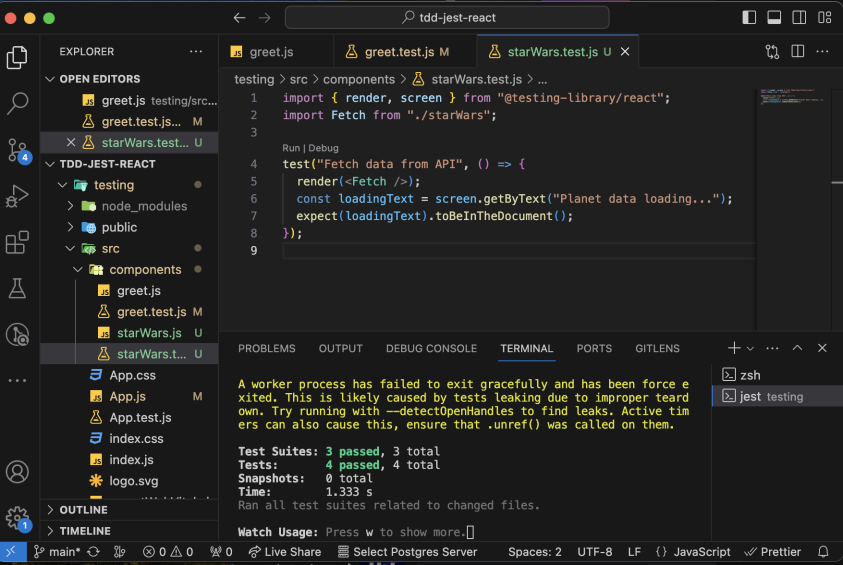 tdd-jest-react
EXPLORER
OPEN EDITORS
greet.js testing/src...
greet.test.js... M
starWars.test... U
TDD-JEST-REACT
testing
node_modules
public
src
components
greet.js
greet.test.js M
starWars.js U
starWars.t... U
App.css
App.js M
App.test.js
index.css
index.js
logo.svg
OUTLINE
TIMELINE
4
1
greet.js
greet.test.js M
starWars.test.js U
testing > src > components > starWars.test.js > ...
1 import { render, screen } from "@testing-library/react";
2 import Fetch from "./starWars";
3
Run | Debug
4 test("Fetch data from API", () => {
5 render(<Fetch />);
6 const loadingText = screen.getByText("Planet data loading...");
7 expect(loadingText).toBeInTheDocument();
8 });
9
PROBLEMS OUTPUT DEBUG CONSOLE TERMINAL PORTS GITLENS
A worker process has failed to exit gracefully and has been force e
xited. This is likely caused by tests leaking due to improper teard
own. Try running with --detectOpenHandles to find leaks. Active tim
ers can also cause this, ensure that .unref() was called on them.
Test Suites: 3 passed, 3 total
Tests: 4 passed, 4 total
Snapshots: 0 total
Time: 1.333 s
Ran all test suites related to changed files.
Watch Usage: Press w to show more.
zsh
jest testing
main* 0 0 0 Live Share Select Postgres Server Spaces: 2 UTF-8 LF {} JavaScript Prettier